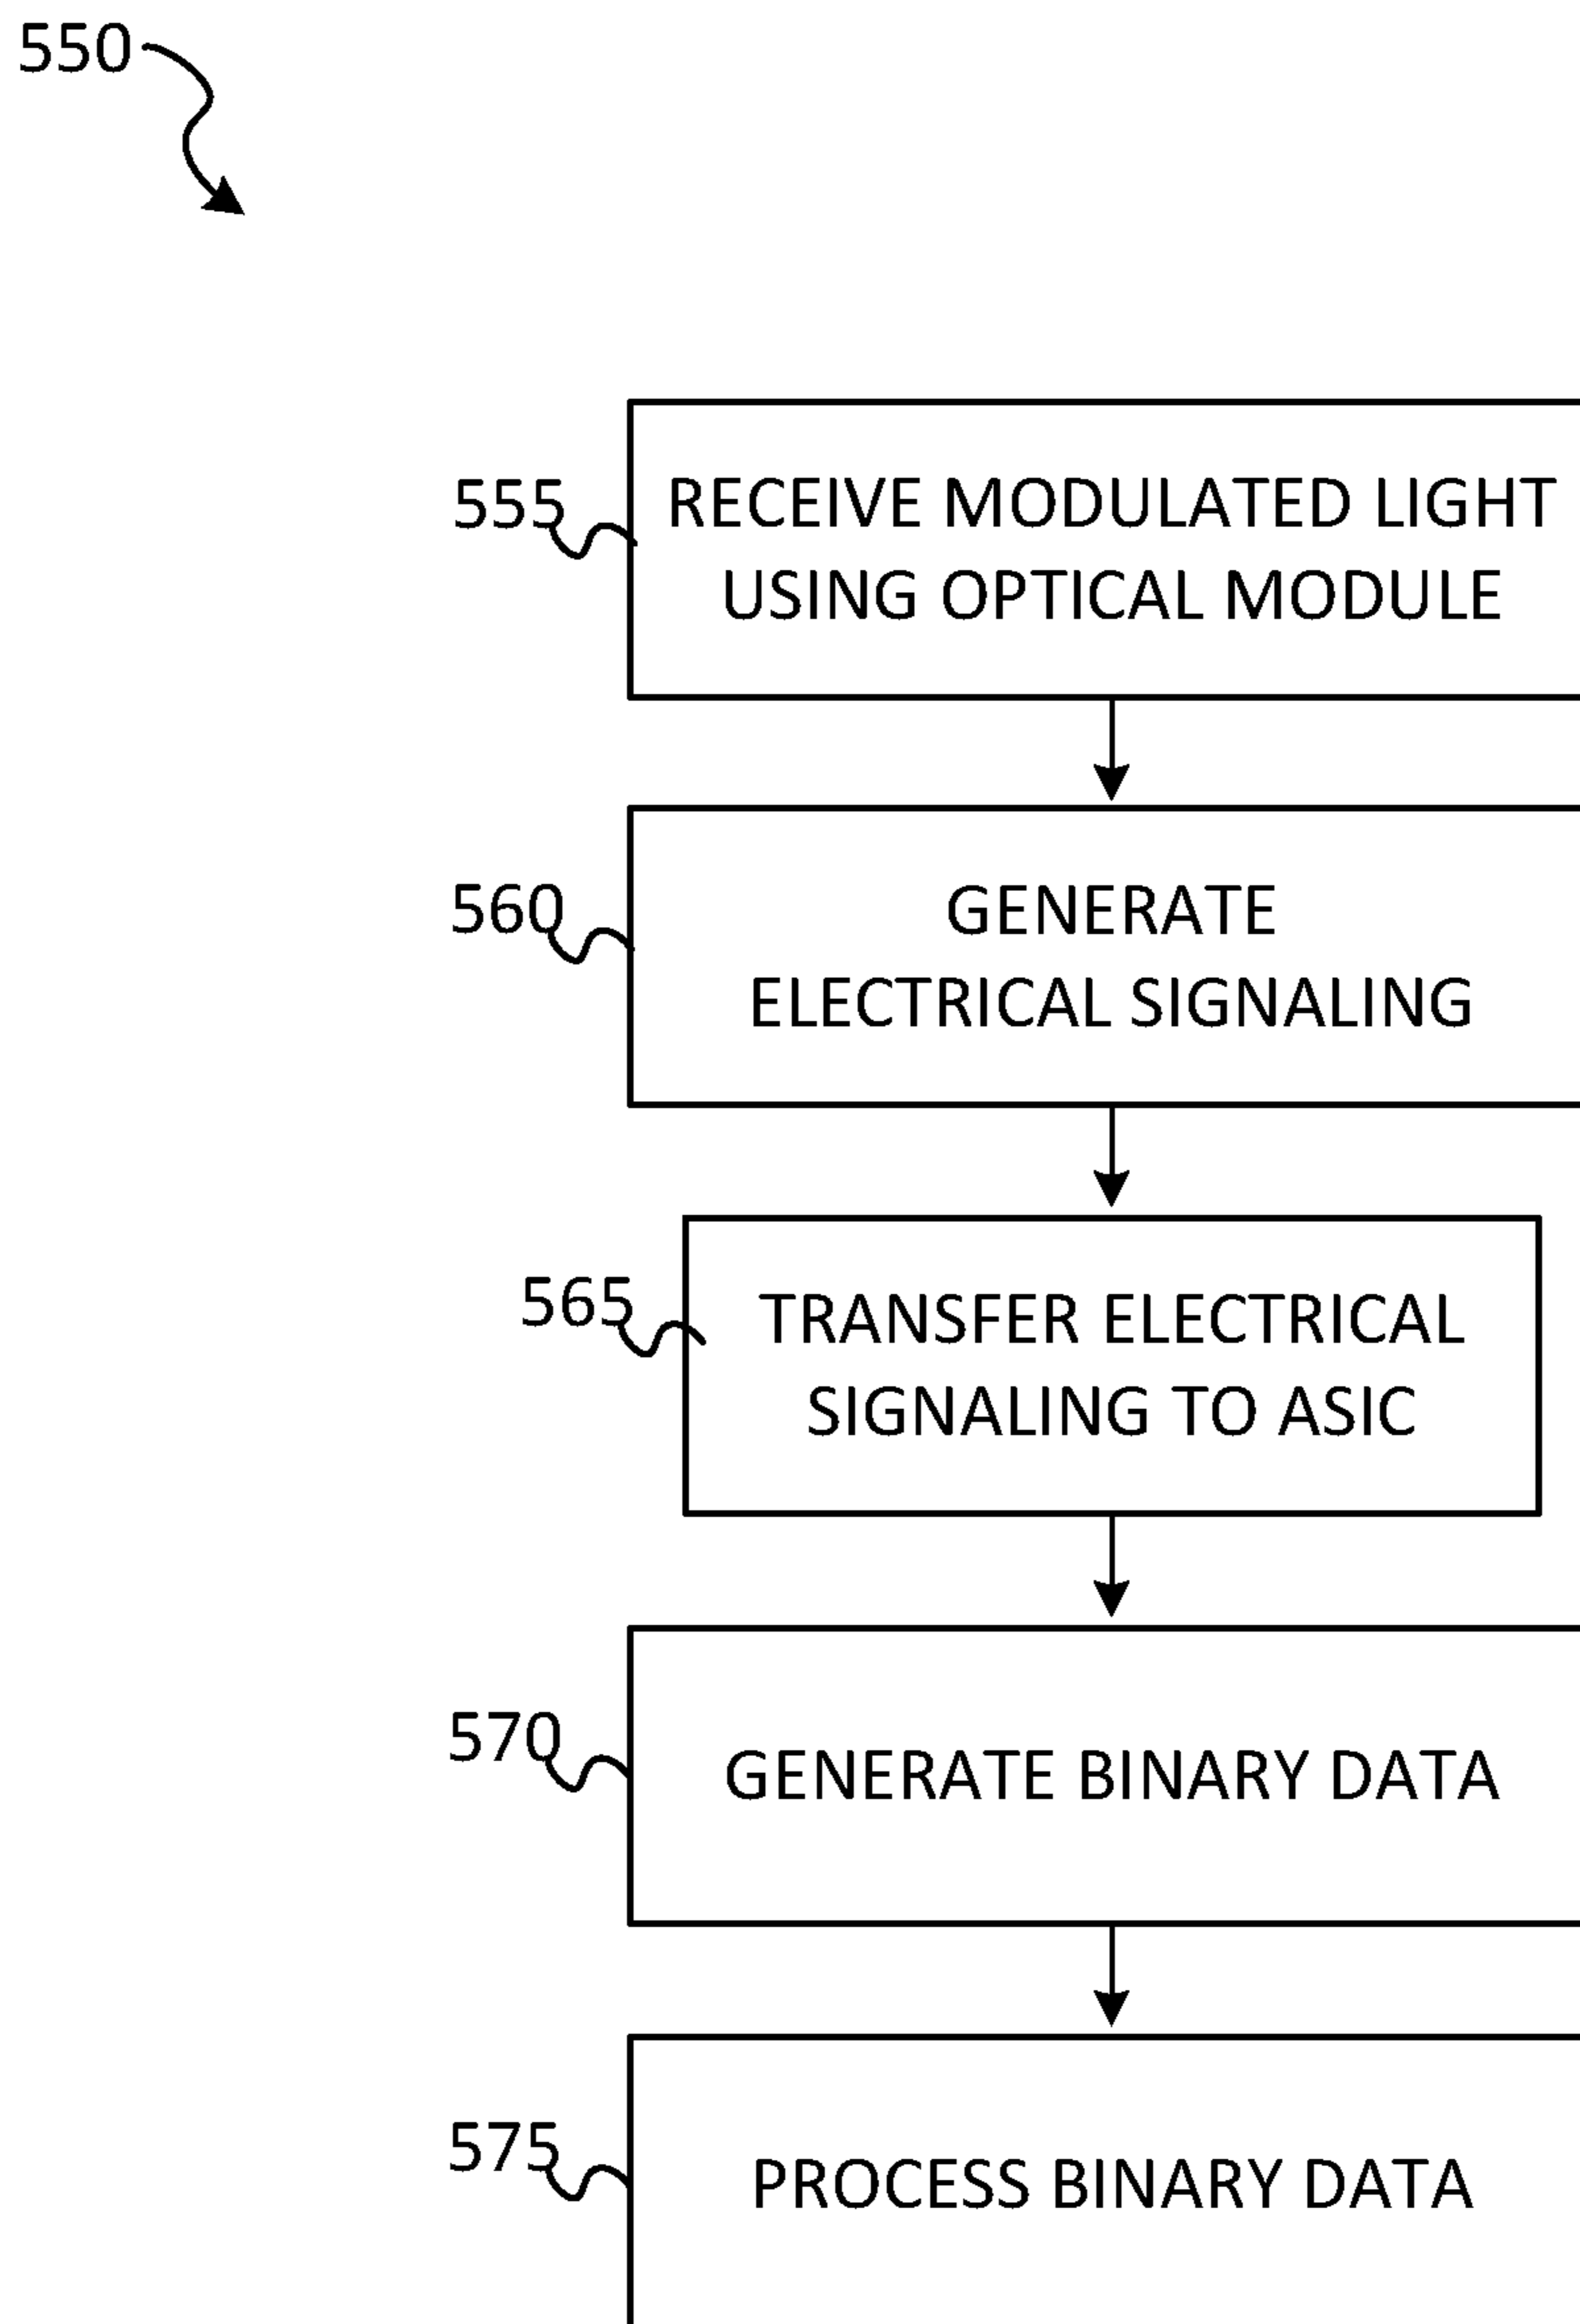 550
555
RECEIVE MODULATED LIGHT
USING OPTICAL MODULE
560
GENERATE
ELECTRICAL SIGNALING
565
TRANSFER ELECTRICAL
SIGNALING TO ASIC
570
GENERATE BINARY DATA
575
PROCESS BINARY DATA